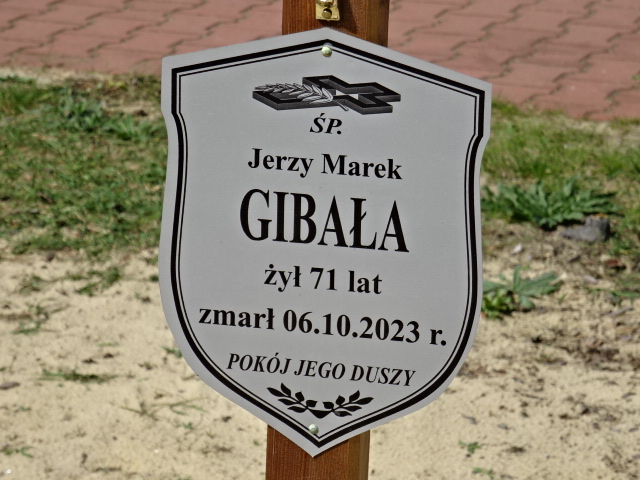 ŚP.
Jerzy Marek
GIBAŁA
żył 71 lat
zmarł 06.10.2023 r.
POKÓJ JEGO DUSZY